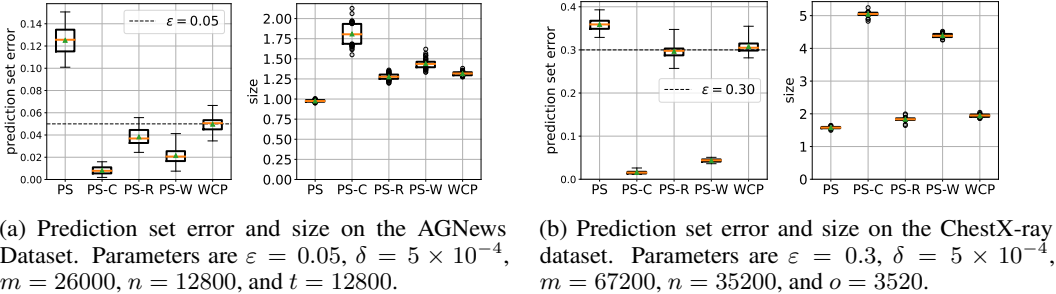 0.14
0.12
0.10
0.08
0.06
0.04
0.02
0.00
prediction set error
ε = 0.05
PS PS-C PS-R PS-W WCP
2.00
1.75
1.50
1.25
1.00
0.75
0.50
0.25
0.00
size
PS PS-C PS-R PS-W WCP
(a) Prediction set error and size on the AGNews
Dataset. Parameters are ε = 0.05, δ = 5 × 10⁻⁴,
m = 26000, n = 12800, and t = 12800.
0.4
0.3
0.2
0.1
0.0
prediction set error
ε = 0.30
PS PS-C PS-R PS-W WCP
5
4
3
2
1
0
size
PS PS-C PS-R PS-W WCP
(b) Prediction set error and size on the ChestX-ray
dataset. Parameters are ε = 0.3, δ = 5 × 10⁻⁴,
m = 67200, n = 35200, and o = 3520.